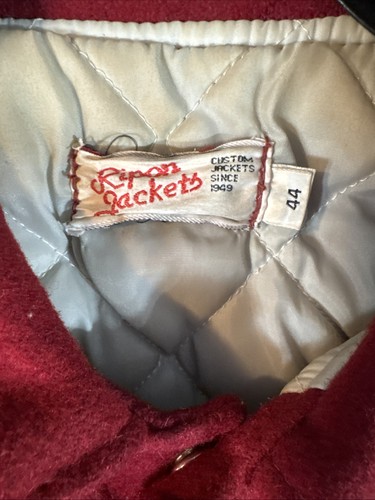 Ripon
Jackets
CUSTOM
JACKETS
SINCE
1949
44